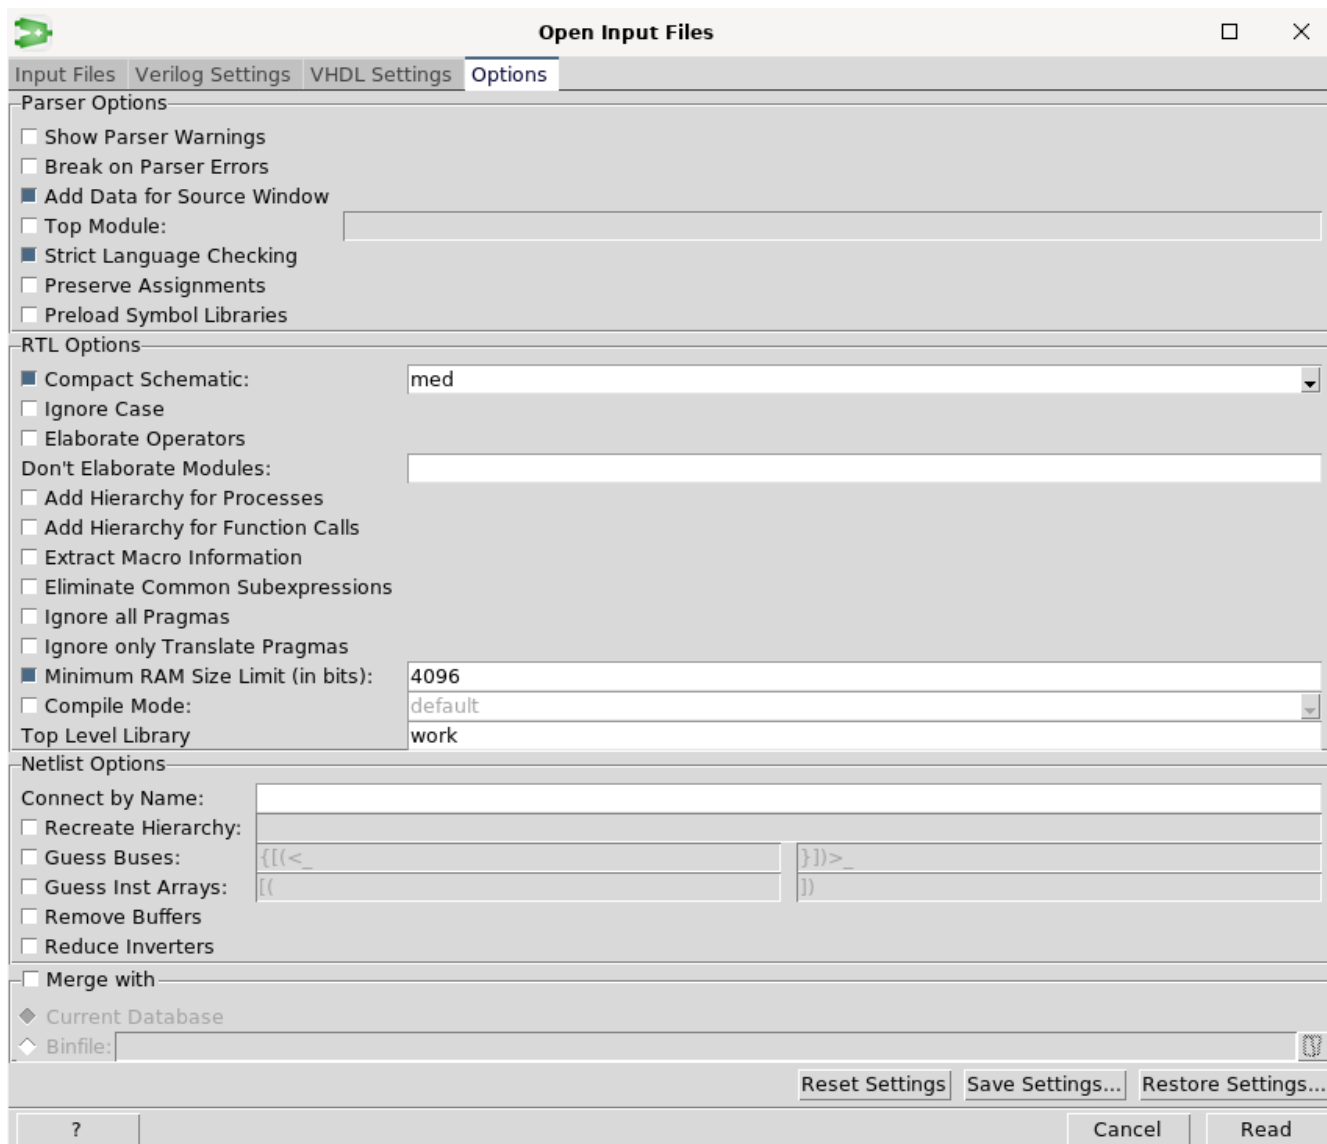 Open Input Files
Input Files Verilog Settings VHDL Settings Options
Parser Options
Show Parser Warnings
Break on Parser Errors
Add Data for Source Window
Top Module:
Strict Language Checking
Preserve Assignments
Preload Symbol Libraries
RTL Options
Compact Schematic: med
Ignore Case
Elaborate Operators
Don't Elaborate Modules:
Add Hierarchy for Processes
Add Hierarchy for Function Calls
Extract Macro Information
Eliminate Common Subexpressions
Ignore all Pragmas
Ignore only Translate Pragmas
Minimum RAM Size Limit (in bits): 4096
Compile Mode: default
Top Level Library work
Netlist Options
Connect by Name:
Recreate Hierarchy:
Guess Buses: {[(<_ }])>_
Guess Inst Arrays: [( ])
Remove Buffers
Reduce Inverters
Merge with
Current Database
Binfile:
Reset Settings Save Settings... Restore Settings...
? Cancel Read